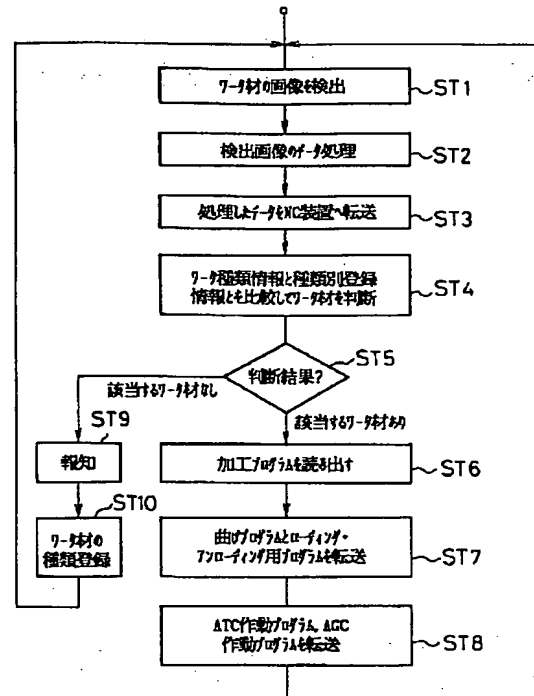 ワーク材の画像を検出
ST1
検出画像のデータ処理
ST2
処理したデータをNC装置へ転送
ST3
ワーク種類情報と種類別登録
情報とを比較してワーク材を判断
ST4
判断結果?
ST5
該当するワーク材なし
該当するワーク材あり
ST9
報知
加工プログラムを読み出す
ST6
ST10
ワーク材の
種類登録
曲げプログラムとローディング・
アンローディング用プログラムを転送
ST7
ATC作動プログラム、AGC
作動プログラムを転送
ST8